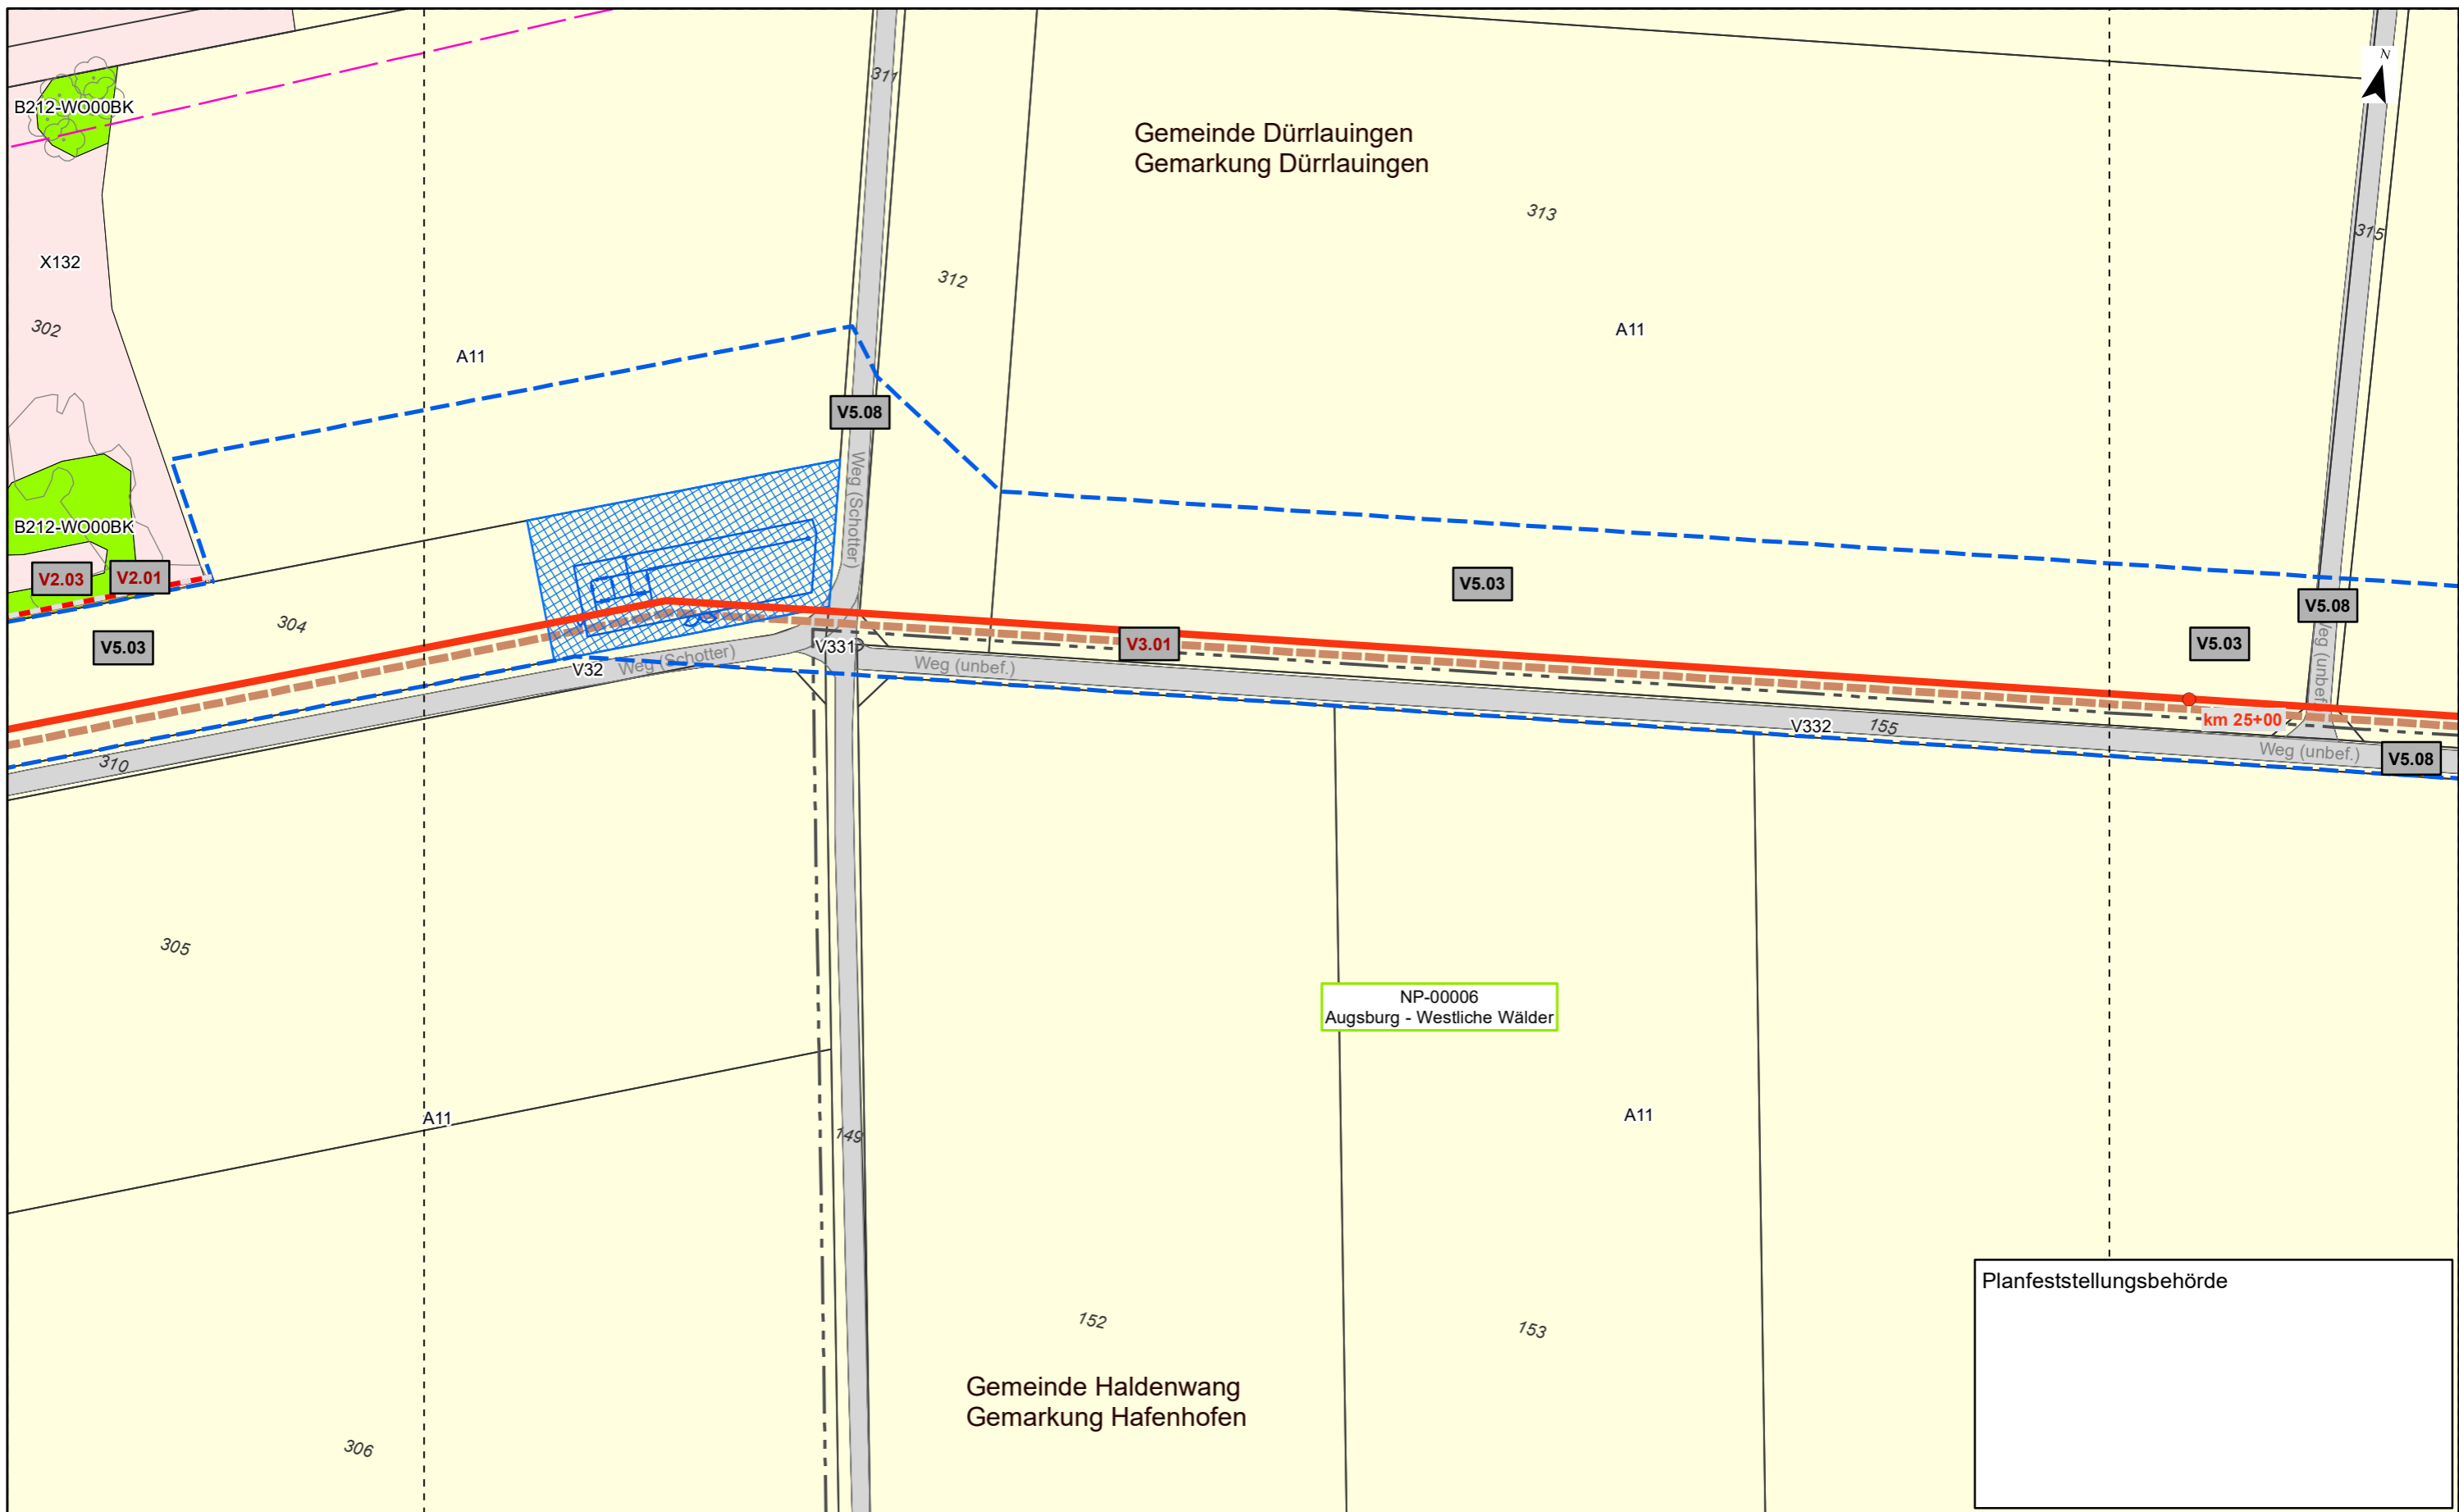 N
311
B212-WO00BK
Gemeinde Dürrlauingen
Gemarkung Dürrlauingen
313
315
X132
312
302
A11
A11
V5.08
Weg (Schotter)
B212-WO00BK
V2.03
V2.01
V5.03
V5.08
304
V5.03
V3.01
V5.03
Weg (unbef.)
V331
V32
Weg (Schotter)
Weg (unbef.)
km 25+00
V332
155
Weg (unbef.)
V5.08
310
305
NP-00006
Augsburg - Westliche Wälder
A11
A11
149
Planfeststellungsbehörde
152
153
Gemeinde Haldenwang
Gemarkung Hafenhofen
306